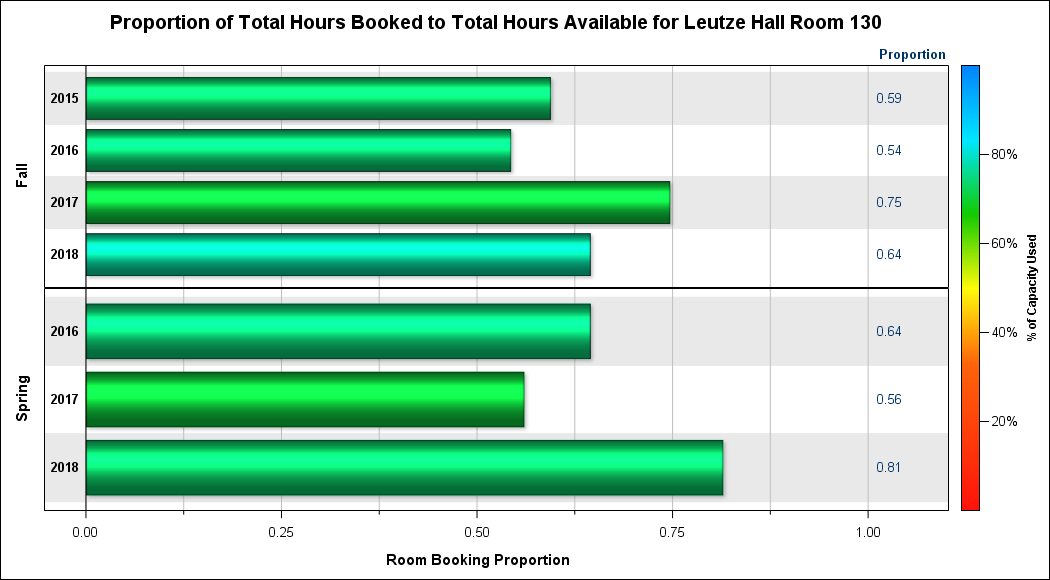 Proportion of Total Hours Booked to Total Hours Available for Leutze Hall Room 130
Proportion
Fall
2015 0.59
2016 0.54
2017 0.75
2018 0.64
Spring
2016 0.64
2017 0.56
2018 0.81
0.00 0.25 0.50 0.75 1.00
Room Booking Proportion
80%
60%
40%
20%
% of Capacity Used